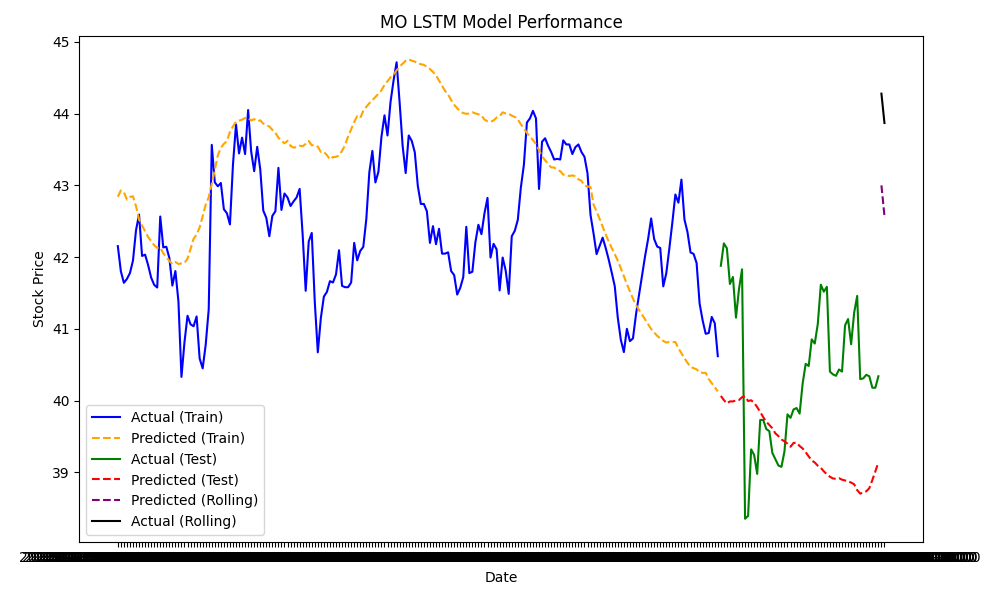 MO LSTM Model Performance
45
44
43
42
41
40
39
Stock Price
Actual (Train)
Predicted (Train)
Actual (Test)
Predicted (Test)
Predicted (Rolling)
Actual (Rolling)
Date